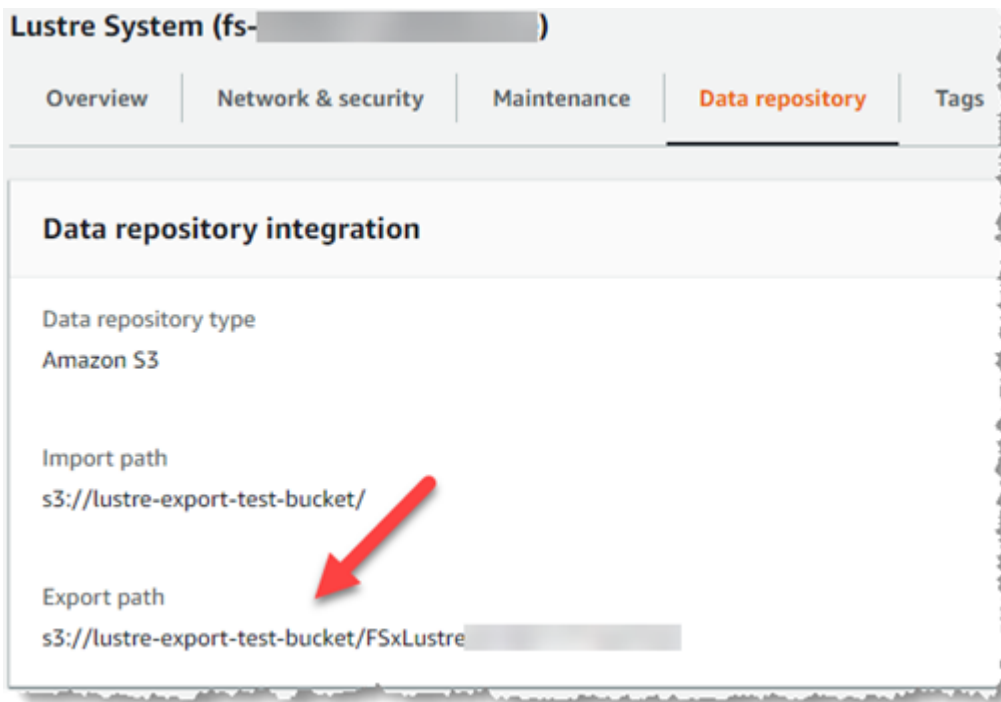 Lustre System (fs- )
Overview Network & security Maintenance Data repository Tags
Data repository integration
Data repository type
Amazon S3
Import path
s3://lustre-export-test-bucket/
Export path
s3://lustre-export-test-bucket/FSxLustre